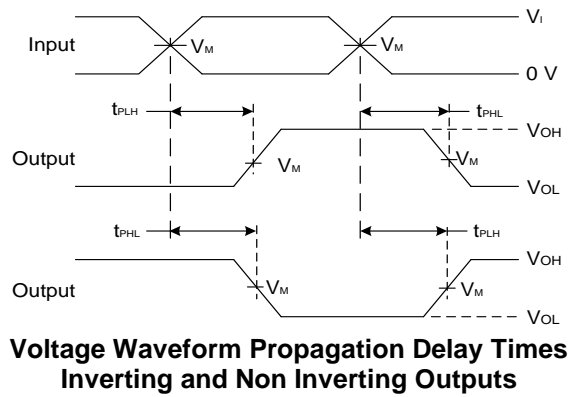 VI
Input VM VM
0 V
tPLH tPHL
VOH
Output VM VM
VOL
tPHL tPLH
VOH
Output VM VM
VOL
Voltage Waveform Propagation Delay Times
Inverting and Non Inverting Outputs